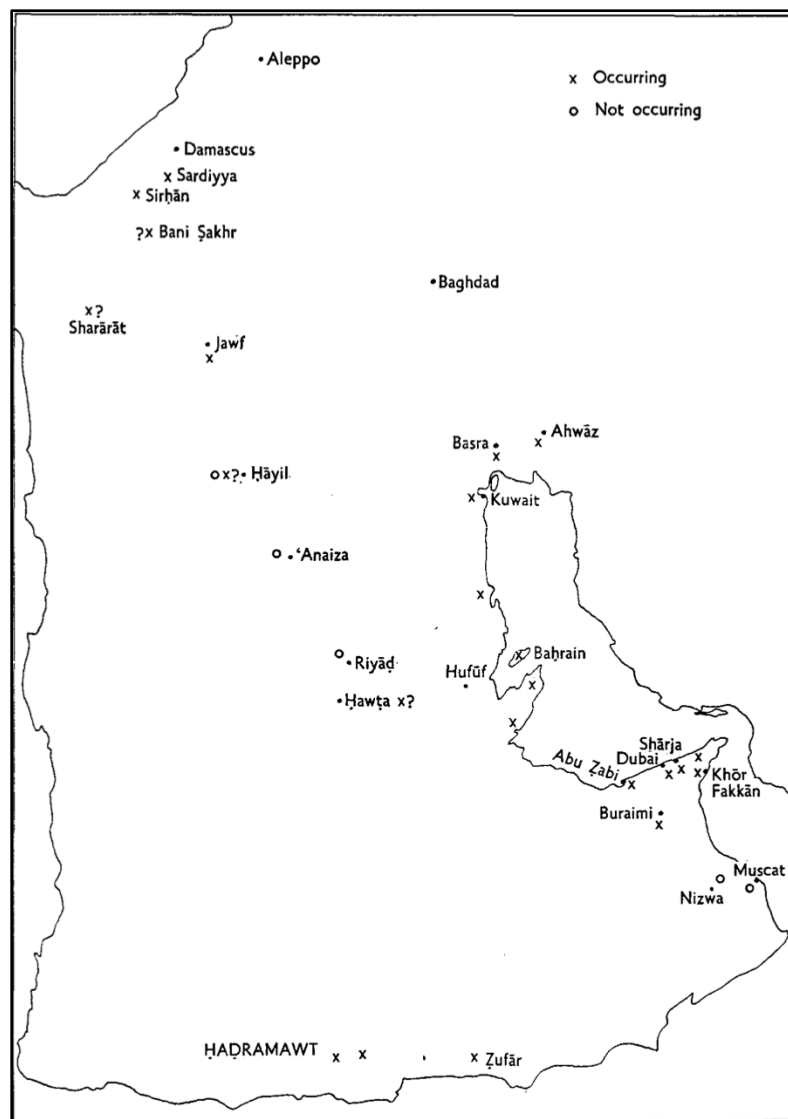 Aleppo
x Occurring
o Not occurring
Damascus
x Sardiyya
x Sirḥān
?x Bani Ṣakhr
Baghdad
x?
Sharārāt
Jawf
x
Ahwāz
x
Basra
x
o x? Ḥāyil
x Kuwait
o ʻAnaiza
x
o
Riyāḍ
x Baḥrain
Hufūf
x
Ḥawṭa x?
x
Shārja
Dubai
x x x x
Abu Ẓabi
x
Khōr
Fakkān
Buraimi
x
Muscat
o o
Nizwa
ḤAḌRAMAWT x x x Ẓufār